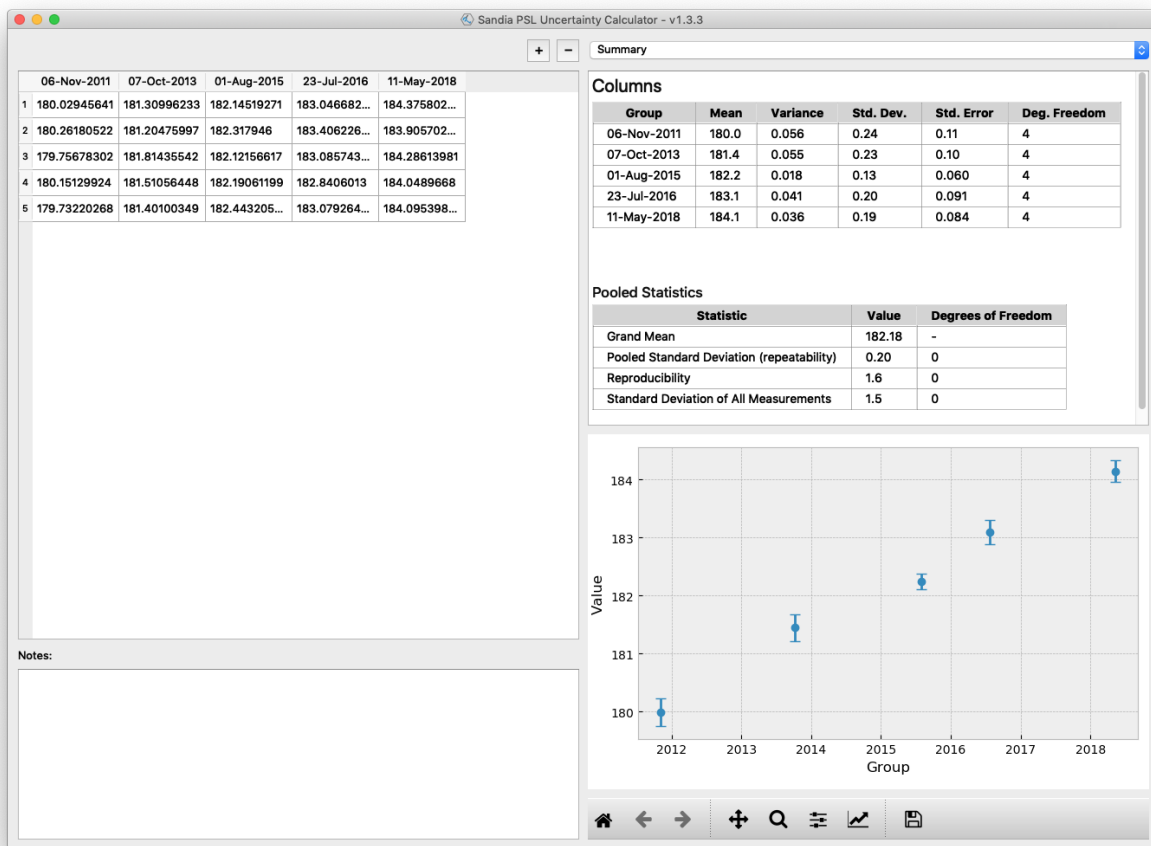 Sandia PSL Uncertainty Calculator - v1.3.3
+ −
Summary
06-Nov-2011 07-Oct-2013 01-Aug-2015 23-Jul-2016 11-May-2018
1 180.02945641 181.30996233 182.14519271 183.046682... 184.375802...
2 180.26180522 181.20475997 182.317946 183.406226... 183.905702...
3 179.75678302 181.81435542 182.12156617 183.085743... 184.28613981
4 180.15129924 181.51056448 182.19061199 182.8406013 184.0489668
5 179.73220268 181.40100349 182.443205... 183.079264... 184.095398...
Notes:
Columns
Group Mean Variance Std. Dev. Std. Error Deg. Freedom
06-Nov-2011 180.0 0.056 0.24 0.11 4
07-Oct-2013 181.4 0.055 0.23 0.10 4
01-Aug-2015 182.2 0.018 0.13 0.060 4
23-Jul-2016 183.1 0.041 0.20 0.091 4
11-May-2018 184.1 0.036 0.19 0.084 4
Pooled Statistics
Statistic Value Degrees of Freedom
Grand Mean 182.18 -
Pooled Standard Deviation (repeatability) 0.20 0
Reproducibility 1.6 0
Standard Deviation of All Measurements 1.5 0
184
183
182
181
180
Value
2012 2013 2014 2015 2016 2017 2018
Group